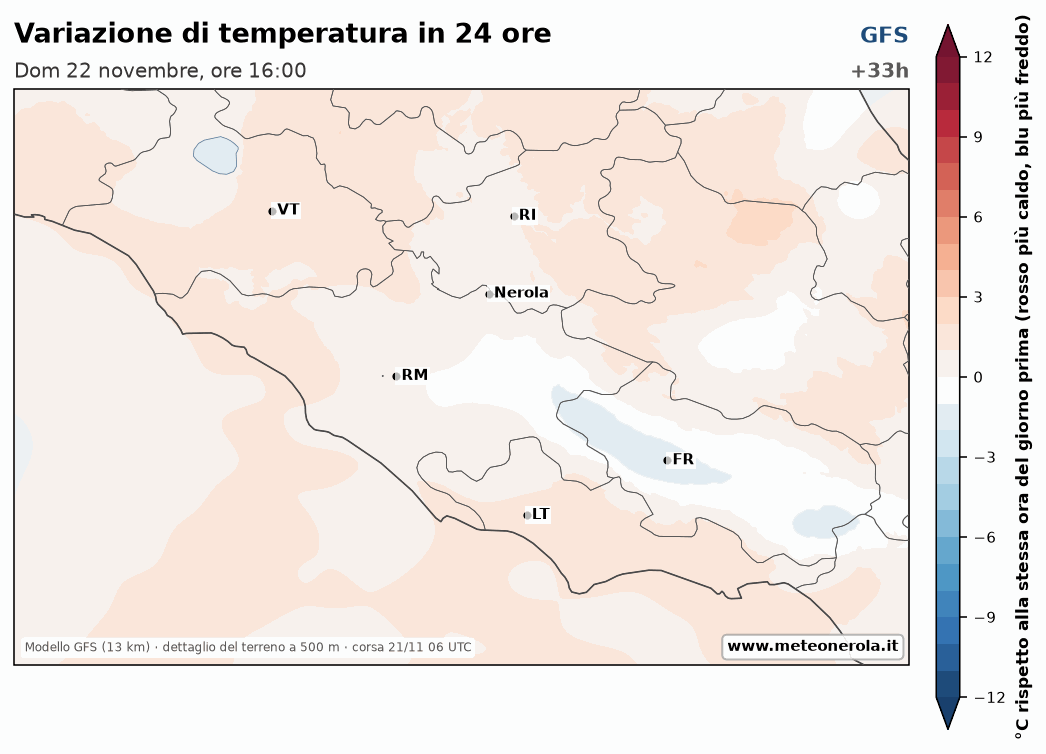 Variazione di temperatura in 24 ore
GFS
Dom 22 novembre, ore 16:00
+33h
VT
RI
Nerola
RM
FR
LT
Modello GFS (13 km) · dettaglio del terreno a 500 m · corsa 21/11 06 UTC
www.meteonerola.it
12
9
6
3
0
−3
−6
−9
−12
°C rispetto alla stessa ora del giorno prima (rosso più caldo, blu più freddo)